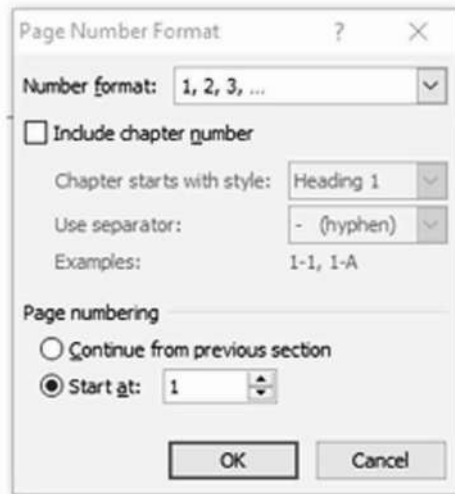 Page Number Format ?
Number format: 1, 2, 3, ...
Include chapter number
Chapter starts with style: Heading 1
Use separator: - (hyphen)
Examples: 1-1, 1-A
Page numbering
Continue from previous section
Start at: 1
OK Cancel